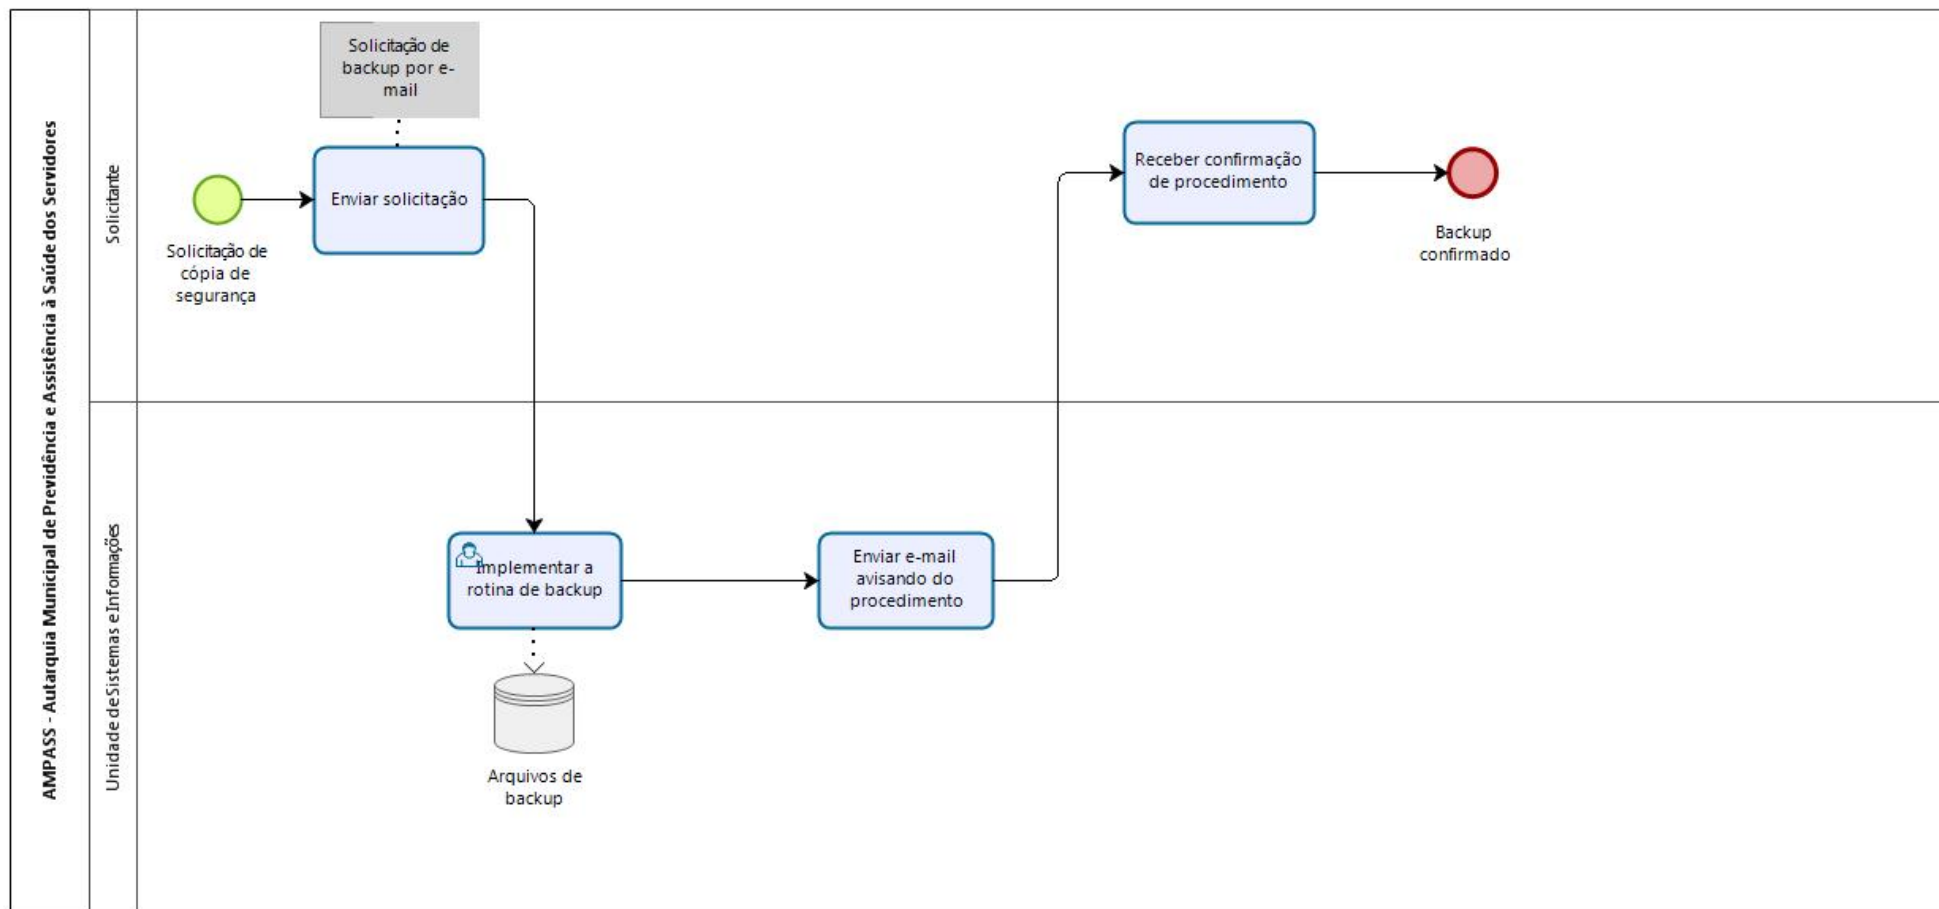 AMPASS - Autarquia Municipal de Previdência e Assistência à Saúde dos Servidores
Solicitante
Solicitação de
backup por e-
mail
Solicitação de
cópia de
segurança
Enviar solicitação
Receber confirmação
de procedimento
Backup
confirmado
Unidade de Sistemas e Informações
Implementar a
rotina de backup
Enviar e-mail
avisando do
procedimento
Arquivos de
backup